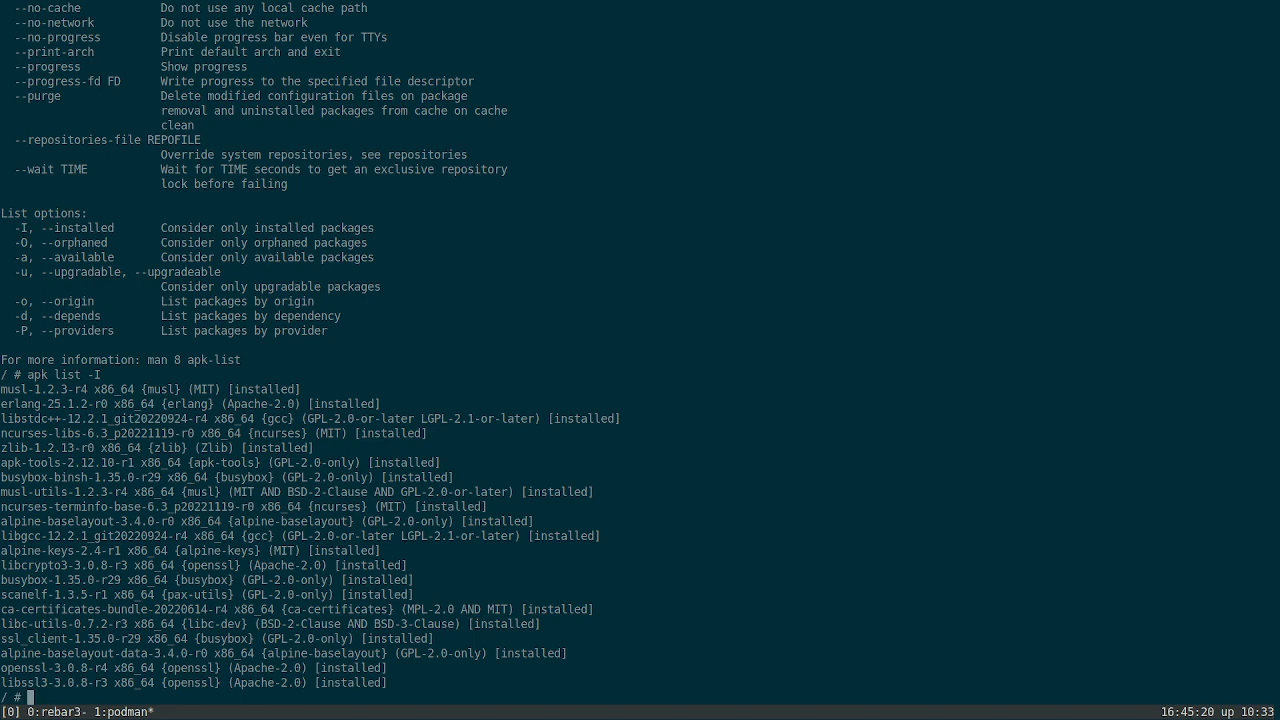 --no-cache Do not use any local cache path
--no-network Do not use the network
--no-progress Disable progress bar even for TTYs
--print-arch Print default arch and exit
--progress Show progress
--progress-fd FD Write progress to the specified file descriptor
--purge Delete modified configuration files on package
removal and uninstalled packages from cache on cache
clean
--repositories-file REPOFILE
Override system repositories, see repositories
--wait TIME Wait for TIME seconds to get an exclusive repository
lock before failing
List options:
-I, --installed Consider only installed packages
-O, --orphaned Consider only orphaned packages
-a, --available Consider only available packages
-u, --upgradable, --upgradeable
Consider only upgradable packages
-o, --origin List packages by origin
-d, --depends List packages by dependency
-P, --providers List packages by provider
For more information: man 8 apk-list
/ # apk list -I
musl-1.2.3-r4 x86_64 {musl} (MIT) [installed]
erlang-25.1.2-r0 x86_64 {erlang} (Apache-2.0) [installed]
libstdc++-12.2.1_git20220924-r4 x86_64 {gcc} (GPL-2.0-or-later LGPL-2.1-or-later) [installed]
ncurses-libs-6.3_p20221119-r0 x86_64 {ncurses} (MIT) [installed]
zlib-1.2.13-r0 x86_64 {zlib} (Zlib) [installed]
apk-tools-2.12.10-r1 x86_64 {apk-tools} (GPL-2.0-only) [installed]
busybox-binsh-1.35.0-r29 x86_64 {busybox} (GPL-2.0-only) [installed]
musl-utils-1.2.3-r4 x86_64 {musl} (MIT AND BSD-2-Clause AND GPL-2.0-or-later) [installed]
ncurses-terminfo-base-6.3_p20221119-r0 x86_64 {ncurses} (MIT) [installed]
alpine-baselayout-3.4.0-r0 x86_64 {alpine-baselayout} (GPL-2.0-only) [installed]
libgcc-12.2.1_git20220924-r4 x86_64 {gcc} (GPL-2.0-or-later LGPL-2.1-or-later) [installed]
alpine-keys-2.4-r1 x86_64 {alpine-keys} (MIT) [installed]
libcrypto3-3.0.8-r3 x86_64 {openssl} (Apache-2.0) [installed]
busybox-1.35.0-r29 x86_64 {busybox} (GPL-2.0-only) [installed]
scanelf-1.3.5-r1 x86_64 {pax-utils} (GPL-2.0-only) [installed]
ca-certificates-bundle-20220614-r4 x86_64 {ca-certificates} (MPL-2.0 AND MIT) [installed]
libc-utils-0.7.2-r3 x86_64 {libc-dev} (BSD-2-Clause AND BSD-3-Clause) [installed]
ssl_client-1.35.0-r29 x86_64 {busybox} (GPL-2.0-only) [installed]
alpine-baselayout-data-3.4.0-r0 x86_64 {alpine-baselayout} (GPL-2.0-only) [installed]
openssl-3.0.8-r4 x86_64 {openssl} (Apache-2.0) [installed]
libssl3-3.0.8-r3 x86_64 {openssl} (Apache-2.0) [installed]
/ #
[0] 0:rebar3- 1:podman* 16:45:20 up 10:33